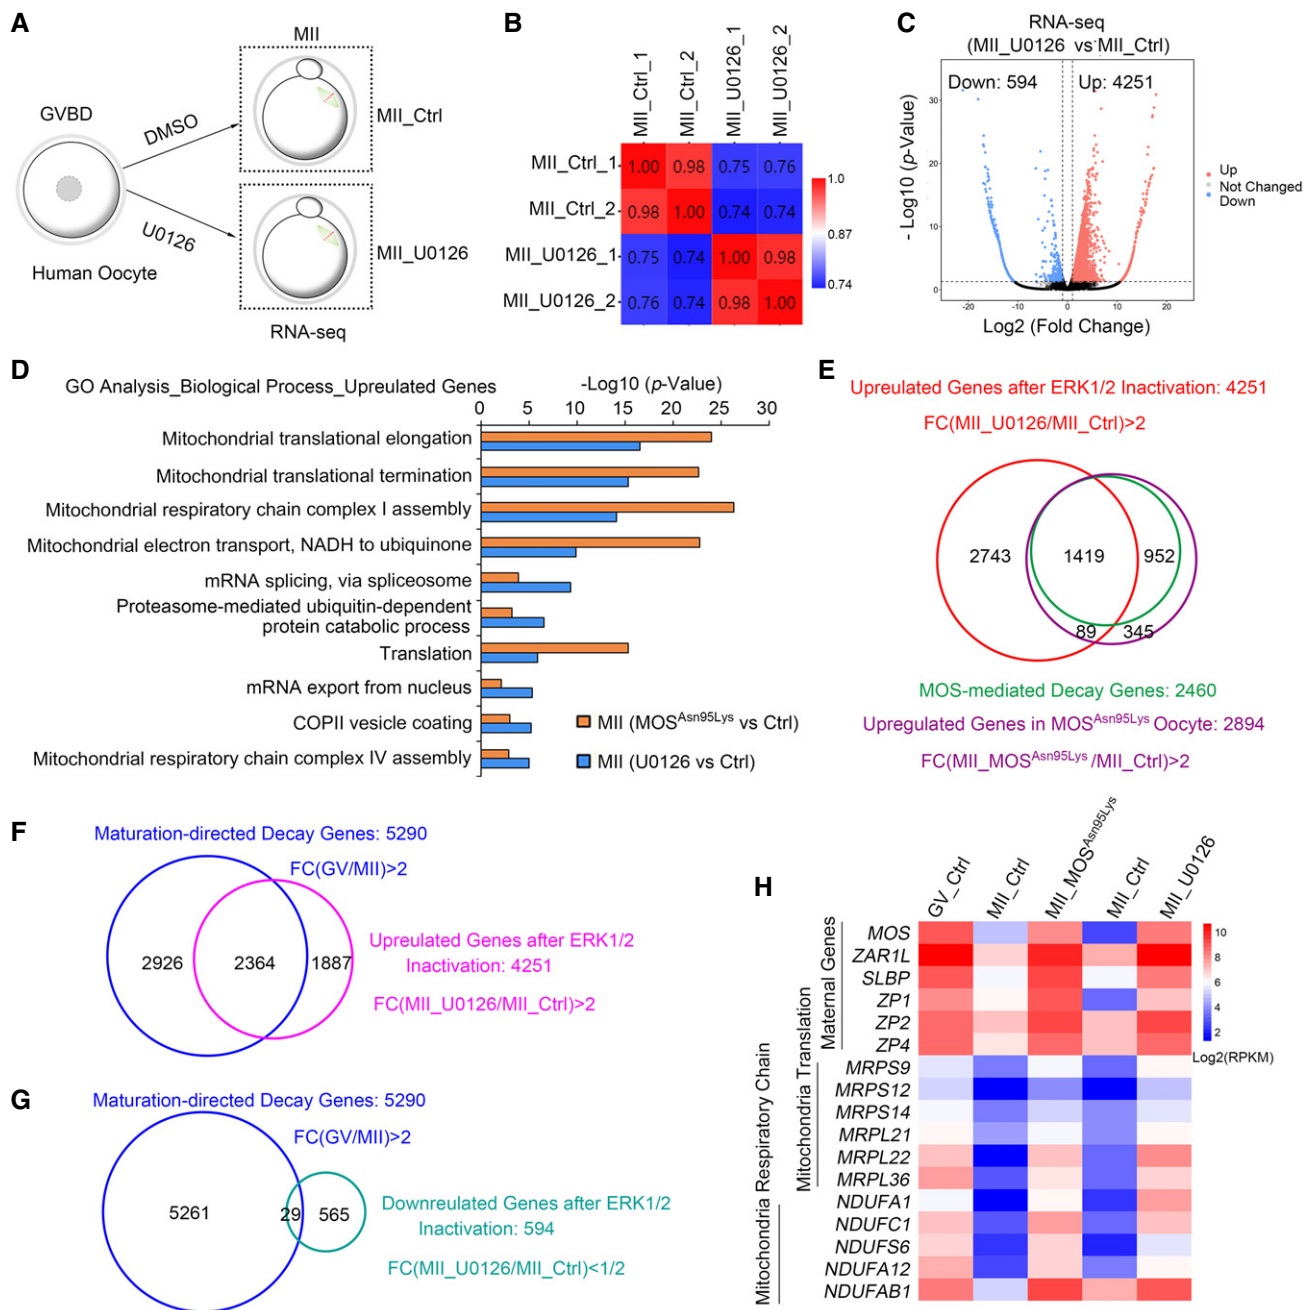 A
MII
GVBD
DMSO
MII_Ctrl
U0126
MII_U0126
Human Oocyte
RNA-seq
B
MII_Ctrl_1
MII_Ctrl_2
MII_U0126_1
MII_U0126_2
MII_Ctrl_1
1.00 0.98 0.75 0.76
MII_Ctrl_2
0.98 1.00 0.74 0.74
MII_U0126_1
0.75 0.74 1.00 0.98
MII_U0126_2
0.76 0.74 0.98 1.00
1.0
0.87
0.74
C
RNA-seq
(MII_U0126 vs MII_Ctrl)
Down: 594 Up: 4251
- Log10 (p-Value)
30
20
10
0
-20 -10 0 10 20
Log2 (Fold Change)
Up
Not Changed
Down
D
GO Analysis_Biological Process_Upreulated Genes
-Log10 (p-Value)
0 5 10 15 20 25 30
Mitochondrial translational elongation
Mitochondrial translational termination
Mitochondrial respiratory chain complex I assembly
Mitochondrial electron transport, NADH to ubiquinone
mRNA splicing, via spliceosome
Proteasome-mediated ubiquitin-dependent
protein catabolic process
Translation
mRNA export from nucleus
COPII vesicle coating
Mitochondrial respiratory chain complex IV assembly
MII (MOSAsn95Lys vs Ctrl)
MII (U0126 vs Ctrl)
E
Upreulated Genes after ERK1/2 Inactivation: 4251
FC(MII_U0126/MII_Ctrl)>2
2743 1419 952
89 345
MOS-mediated Decay Genes: 2460
Upregulated Genes in MOSAsn95Lys Oocyte: 2894
FC(MII_MOSAsn95Lys /MII_Ctrl)>2
F
Maturation-directed Decay Genes: 5290
FC(GV/MII)>2
2926 2364 1887
Upreulated Genes after ERK1/2
Inactivation: 4251
FC(MII_U0126/MII_Ctrl)>2
G
Maturation-directed Decay Genes: 5290
FC(GV/MII)>2
5261 29 565
Downreulated Genes after ERK1/2
Inactivation: 594
FC(MII_U0126/MII_Ctrl)<1/2
H
GV_Ctrl
MII_Ctrl
MII_MOSAsn95Lys
MII_Ctrl
MII_U0126
Maternal Genes
MOS
ZAR1L
SLBP
ZP1
ZP2
ZP4
Mitochondria Translation
MRPS9
MRPS12
MRPS14
MRPL21
MRPL22
MRPL36
Mitochondria Respiratory Chain
NDUFA1
NDUFC1
NDUFS6
NDUFA12
NDUFAB1
10
8
6
4
2
Log2(RPKM)